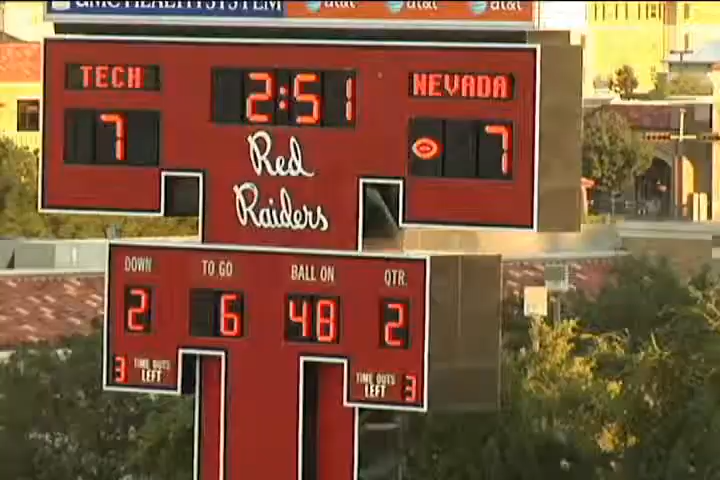 HEALTH SYSTEM at&t at&t at&t
TECH 2:51 NEVADA
7 7
Red
Raiders
DOWN TO GO BALL ON QTR.
2 6 48 2
3 TIME OUTS LEFT TIME OUTS LEFT 3